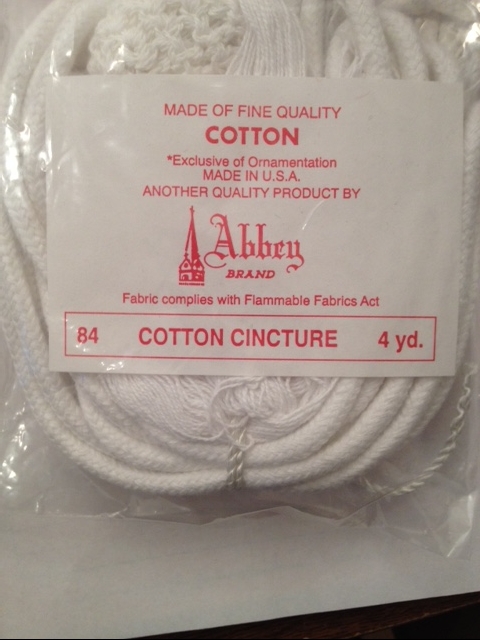 MADE OF FINE QUALITY
COTTON
*Exclusive of Ornamentation
MADE IN U.S.A.
ANOTHER QUALITY PRODUCT BY
Abbey
BRAND
Fabric complies with Flammable Fabrics Act
84 COTTON CINCTURE 4 yd.